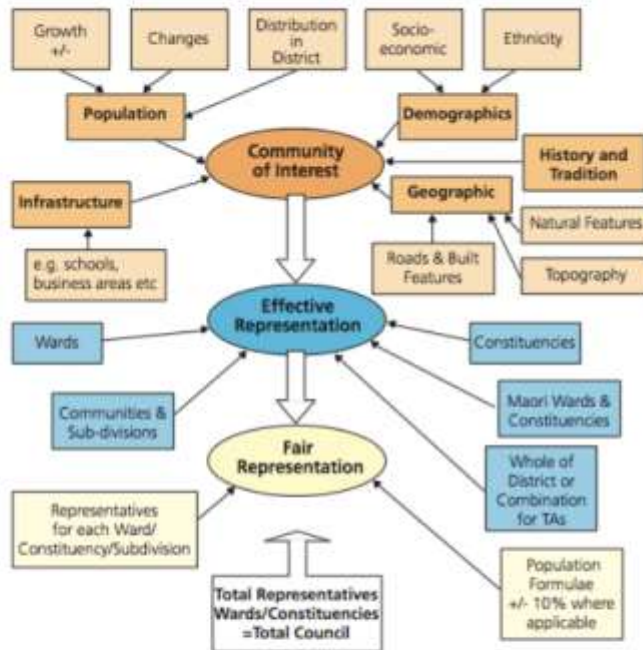 Growth
+/-
Changes
Distribution
in
District
Socio-
economic
Ethnicity
Population
Demographics
Community
of Interest
History and
Tradition
Infrastructure
Geographic
Natural Features
e.g. schools,
business areas etc
Roads & Built
Features
Topography
Effective
Representation
Wards
Constituencies
Communities &
Sub-divisions
Maori Wards &
Constituencies
Fair
Representation
Whole of
District or
Combination
for TAs
Representatives
for each Ward/
Constituency/Subdivision
Total Representatives
Wards/Constituencies
=Total Council
Population
Formulae
+/- 10% where
applicable